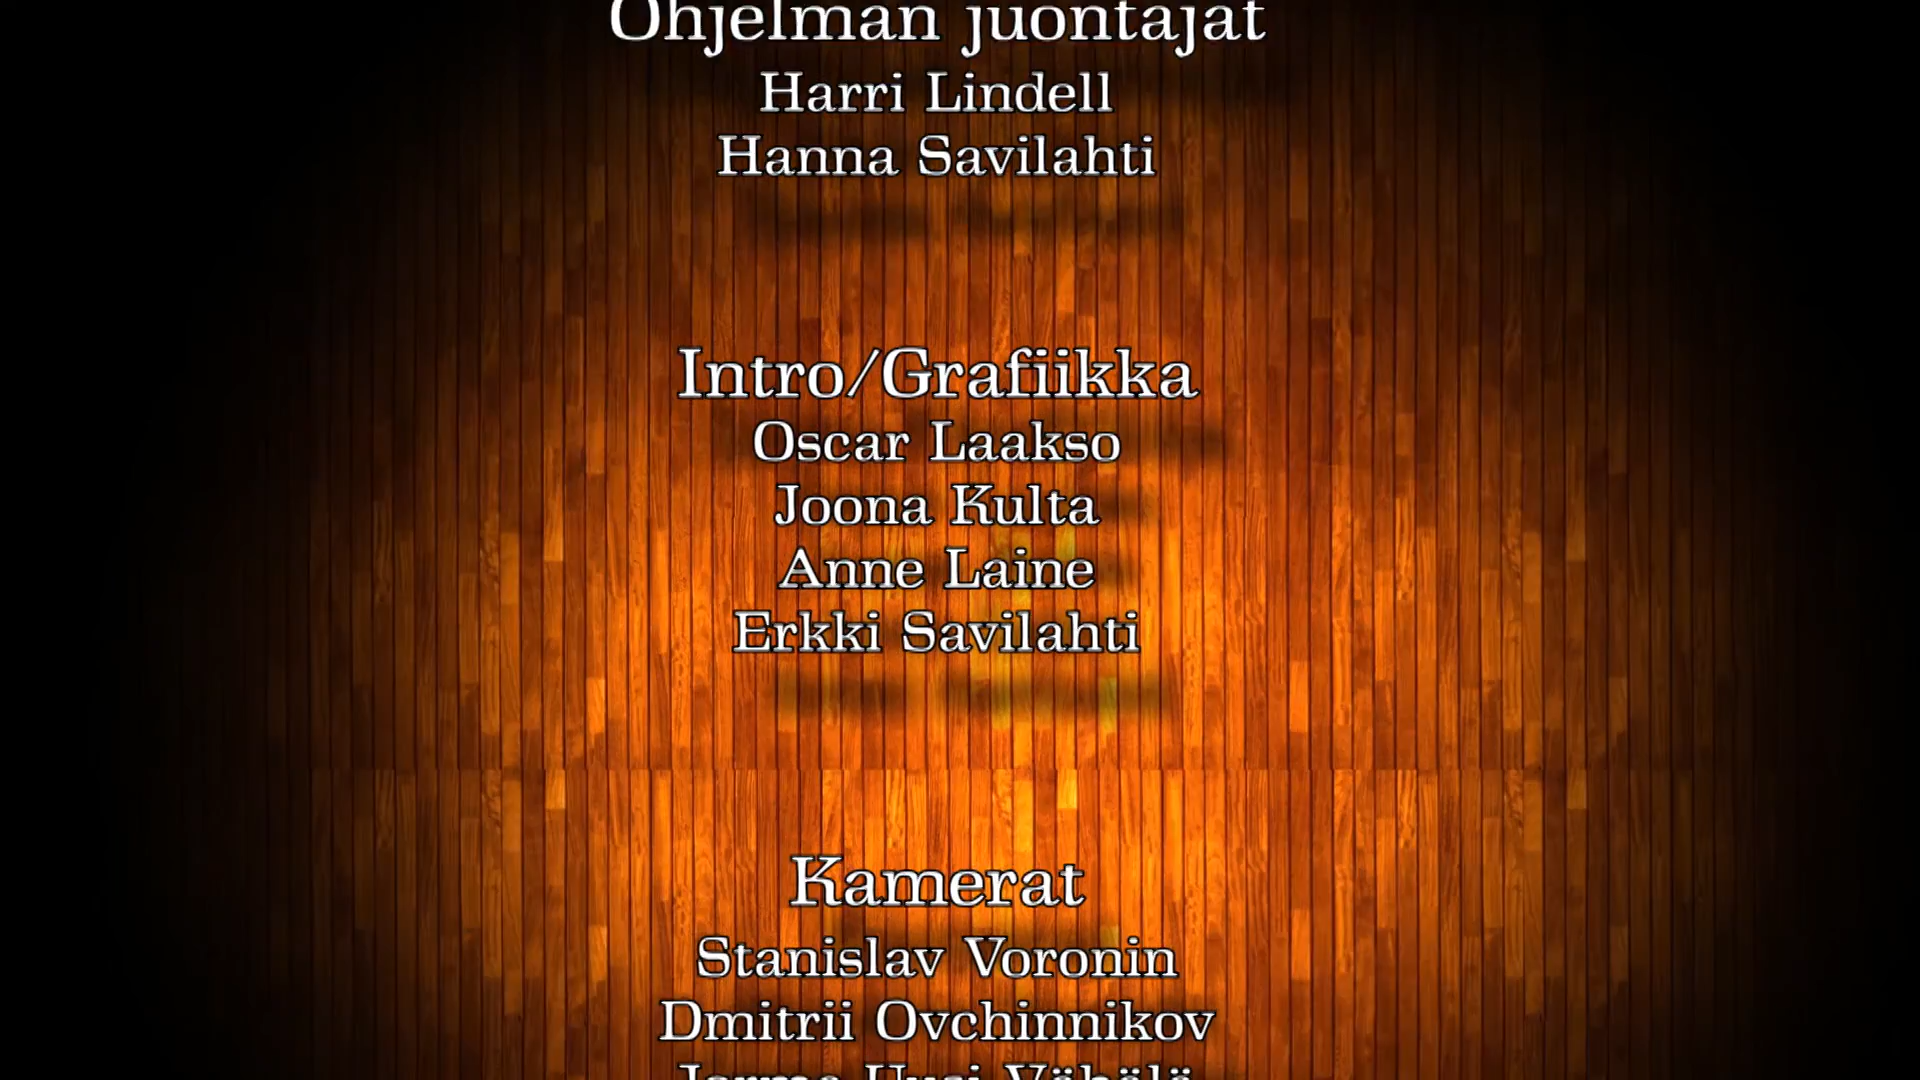 Ohjelman juontajat
Harri Lindell
Hanna Savilahti
Intro/Grafiikka
Oscar Laakso
Joona Kulta
Anne Laine
Erkki Savilahti
Kamerat
Stanislav Voronin
Dmitrii Ovchinnikov